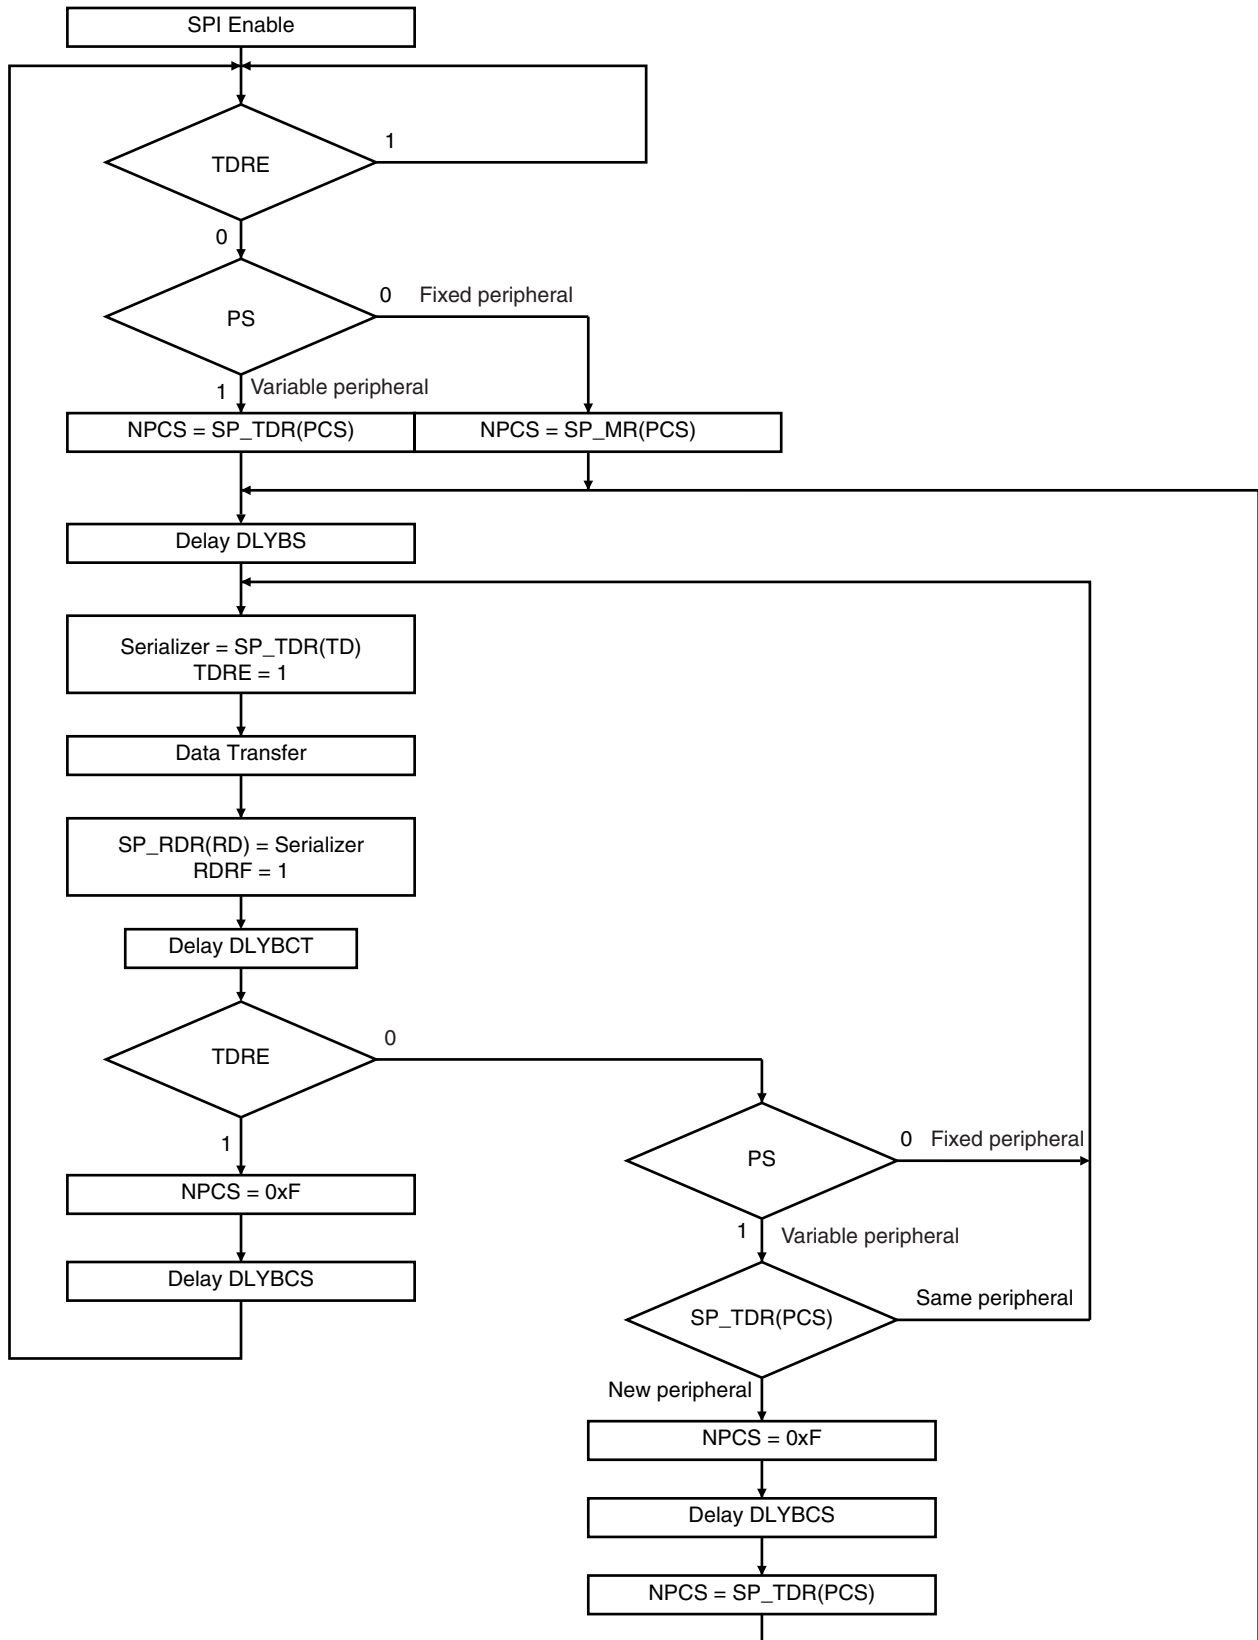 SPI Enable
TDRE
1
0
PS
0 Fixed peripheral
1 Variable peripheral
NPCS = SP_TDR(PCS)
NPCS = SP_MR(PCS)
Delay DLYBS
Serializer = SP_TDR(TD)
TDRE = 1
Data Transfer
SP_RDR(RD) = Serializer
RDRF = 1
Delay DLYBCT
TDRE
0
1
NPCS = 0xF
Delay DLYBCS
PS
0 Fixed peripheral
1 Variable peripheral
SP_TDR(PCS)
Same peripheral
New peripheral
NPCS = 0xF
Delay DLYBCS
NPCS = SP_TDR(PCS)